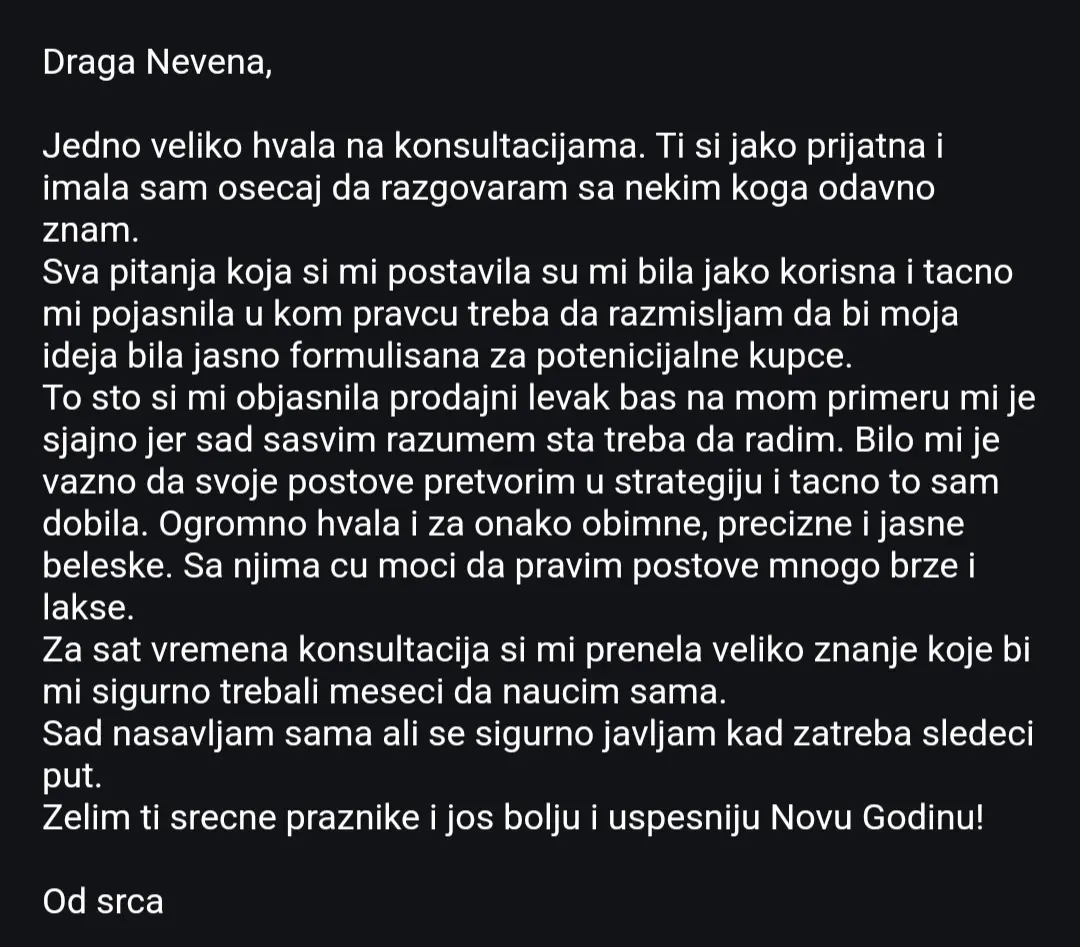 Draga Nevena,
Jedno veliko hvala na konsultacijama. Ti si jako prijatna i
imala sam osecaj da razgovaram sa nekim koga odavno
znam.
Sva pitanja koja si mi postavila su mi bila jako korisna i tacno
mi pojasnila u kom pravcu treba da razmisljam da bi moja
ideja bila jasno formulisana za potenicijalne kupce.
To sto si mi objasnila prodajni levak bas na mom primeru mi je
sjajno jer sad sasvim razumem sta treba da radim. Bilo mi je
vazno da svoje postove pretvorim u strategiju i tacno to sam
dobila. Ogromno hvala i za onako obimne, precizne i jasne
beleske. Sa njima cu moci da pravim postove mnogo brze i
lakse.
Za sat vremena konsultacija si mi prenela veliko znanje koje bi
mi sigurno trebali meseci da naucim sama.
Sad nasavljam sama ali se sigurno javljam kad zatreba sledeci
put.
Zelim ti srecne praznike i jos bolju i uspesniju Novu Godinu!
Od srca